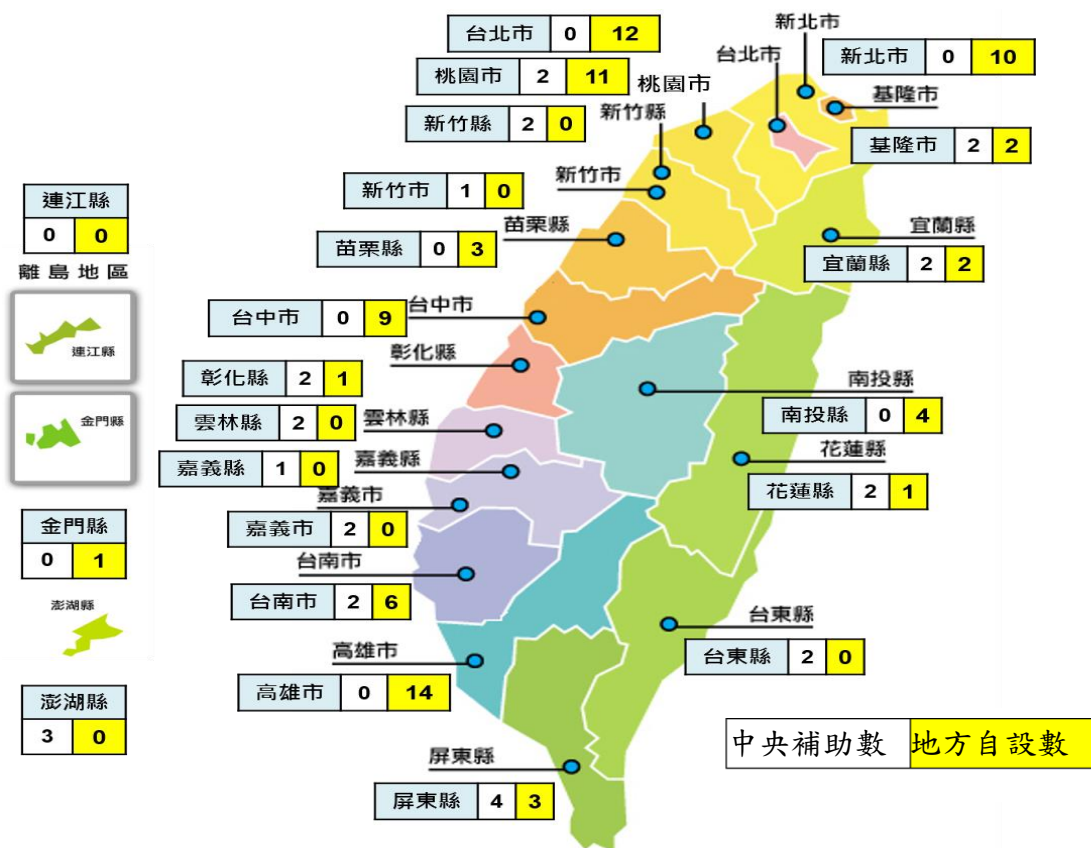 新北市
台北市 0 12
台北市
新北市 0 10
桃園市 2 11
桃園市
基隆市
新竹縣 2 0
新竹縣
基隆市 2 2
新竹市
新竹市 1 0
連江縣
0 0
離島地區
苗栗縣
苗栗縣 0 3
宜蘭縣
宜蘭縣 2 2
台中市 0 9
台中市
連江縣
彰化縣
彰化縣 2 1
南投縣
南投縣 0 4
金門縣
雲林縣 2 0
雲林縣
花蓮縣
嘉義縣 1 0
嘉義縣
花蓮縣 2 1
嘉義市
嘉義市 2 0
金門縣
0 1
台南市
台南市 2 6
澎湖縣
台東縣
台東縣 2 0
高雄市
高雄市 0 14
澎湖縣
3 0
中央補助數 地方自設數
屏東縣
屏東縣 4 3